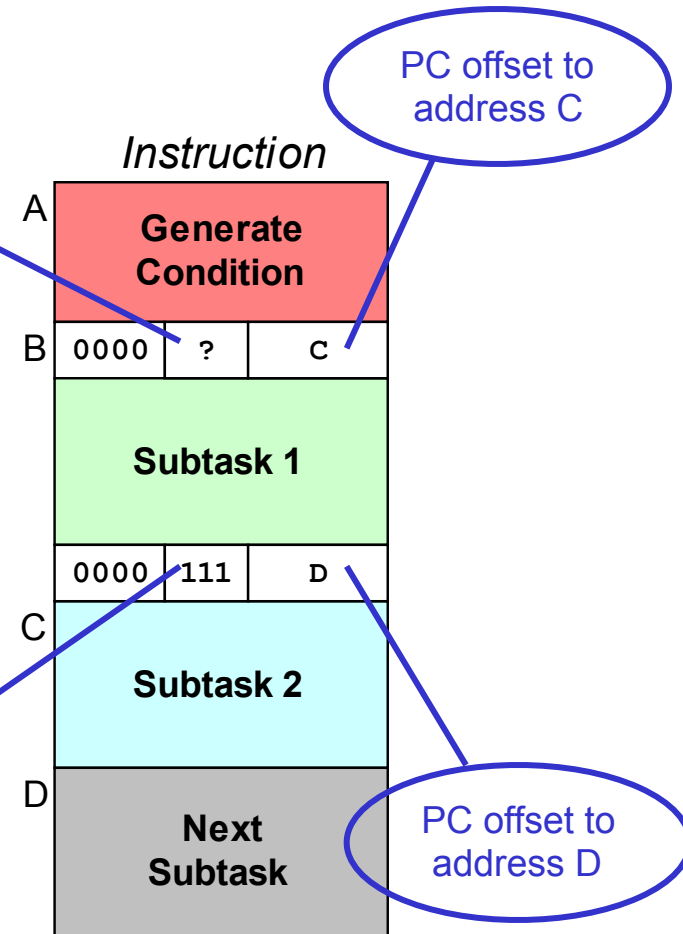 PC offset to
address C
Instruction
A
Generate
Condition
B 0000 ? C
Subtask 1
0000 111 D
C
Subtask 2
D
Next
Subtask
PC offset to
address D